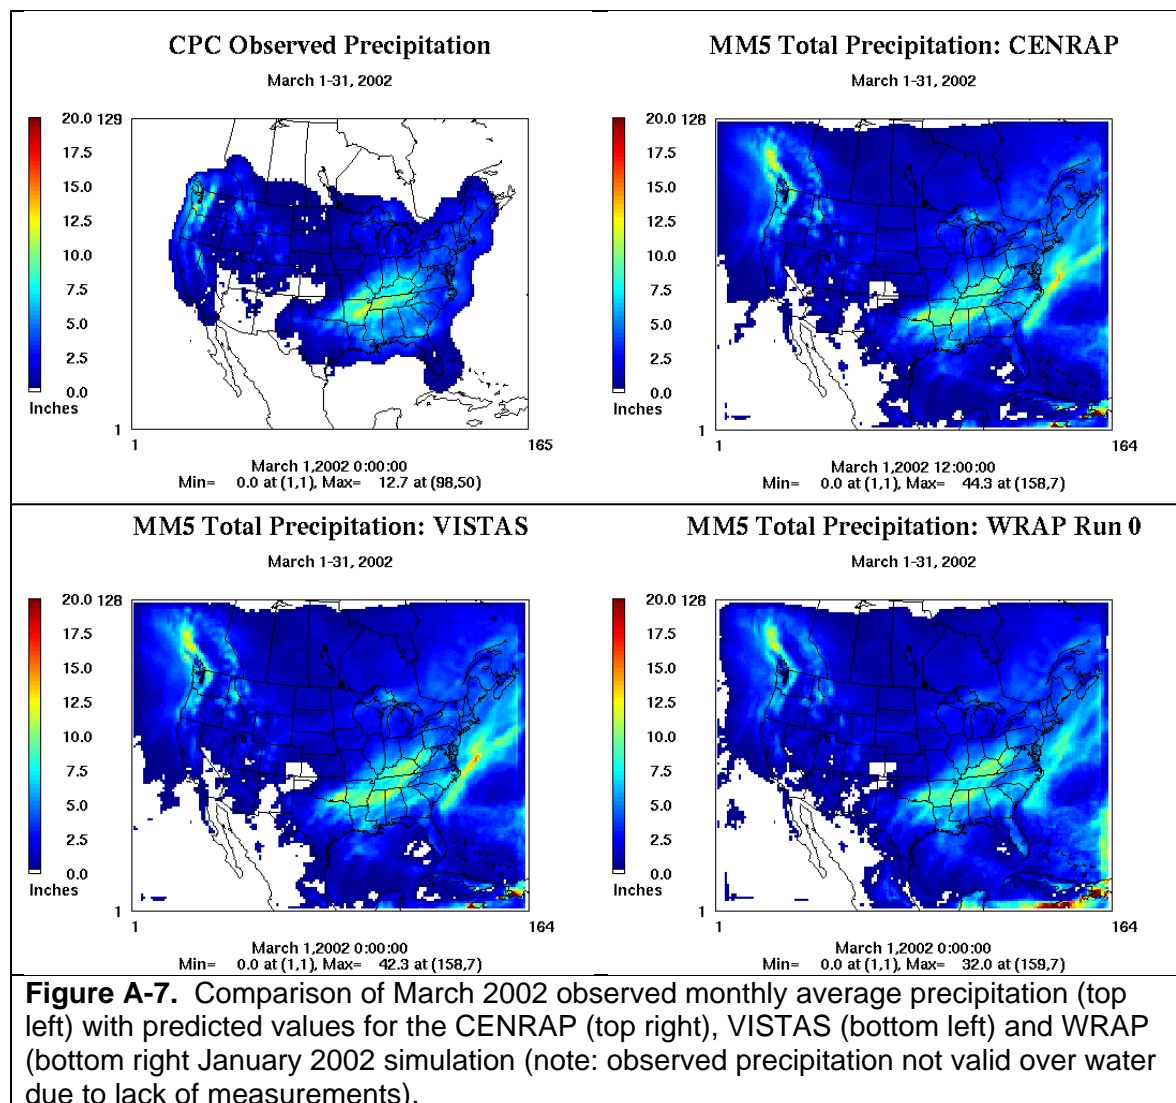 CPC Observed Precipitation
March 1-31, 2002
20.0
17.5
15.0
12.5
10.0
7.5
5.0
2.5
0.0
Inches
129
1
1
165
March 1,2002 0:00:00
Min= 0.0 at (1,1), Max= 12.7 at (98,50)
MM5 Total Precipitation: CENRAP
March 1-31, 2002
20.0
17.5
15.0
12.5
10.0
7.5
5.0
2.5
0.0
Inches
128
1
1
164
March 1,2002 12:00:00
Min= 0.0 at (1,1), Max= 44.3 at (158,7)
MM5 Total Precipitation: VISTAS
March 1-31, 2002
20.0
17.5
15.0
12.5
10.0
7.5
5.0
2.5
0.0
Inches
128
1
1
164
March 1,2002 0:00:00
Min= 0.0 at (1,1), Max= 42.3 at (158,7)
MM5 Total Precipitation: WRAP Run 0
March 1-31, 2002
20.0
17.5
15.0
12.5
10.0
7.5
5.0
2.5
0.0
Inches
128
1
1
164
March 1,2002 0:00:00
Min= 0.0 at (1,1), Max= 32.0 at (159,7)
Figure A-7. Comparison of March 2002 observed monthly average precipitation (top
left) with predicted values for the CENRAP (top right), VISTAS (bottom left) and WRAP
(bottom right January 2002 simulation (note: observed precipitation not valid over water
due to lack of measurements).